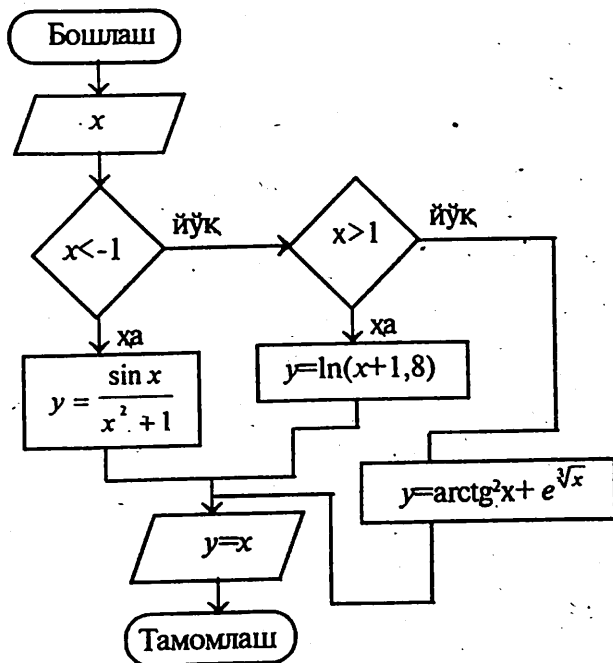 Бошлаш
x
x<-1
йўқ
x>1
йўқ
ҳа
ҳа
y = sin x / x² + 1
y=ln(x+1,8)
y=arctg²x+ e^∛x
y=x
Тамомлаш